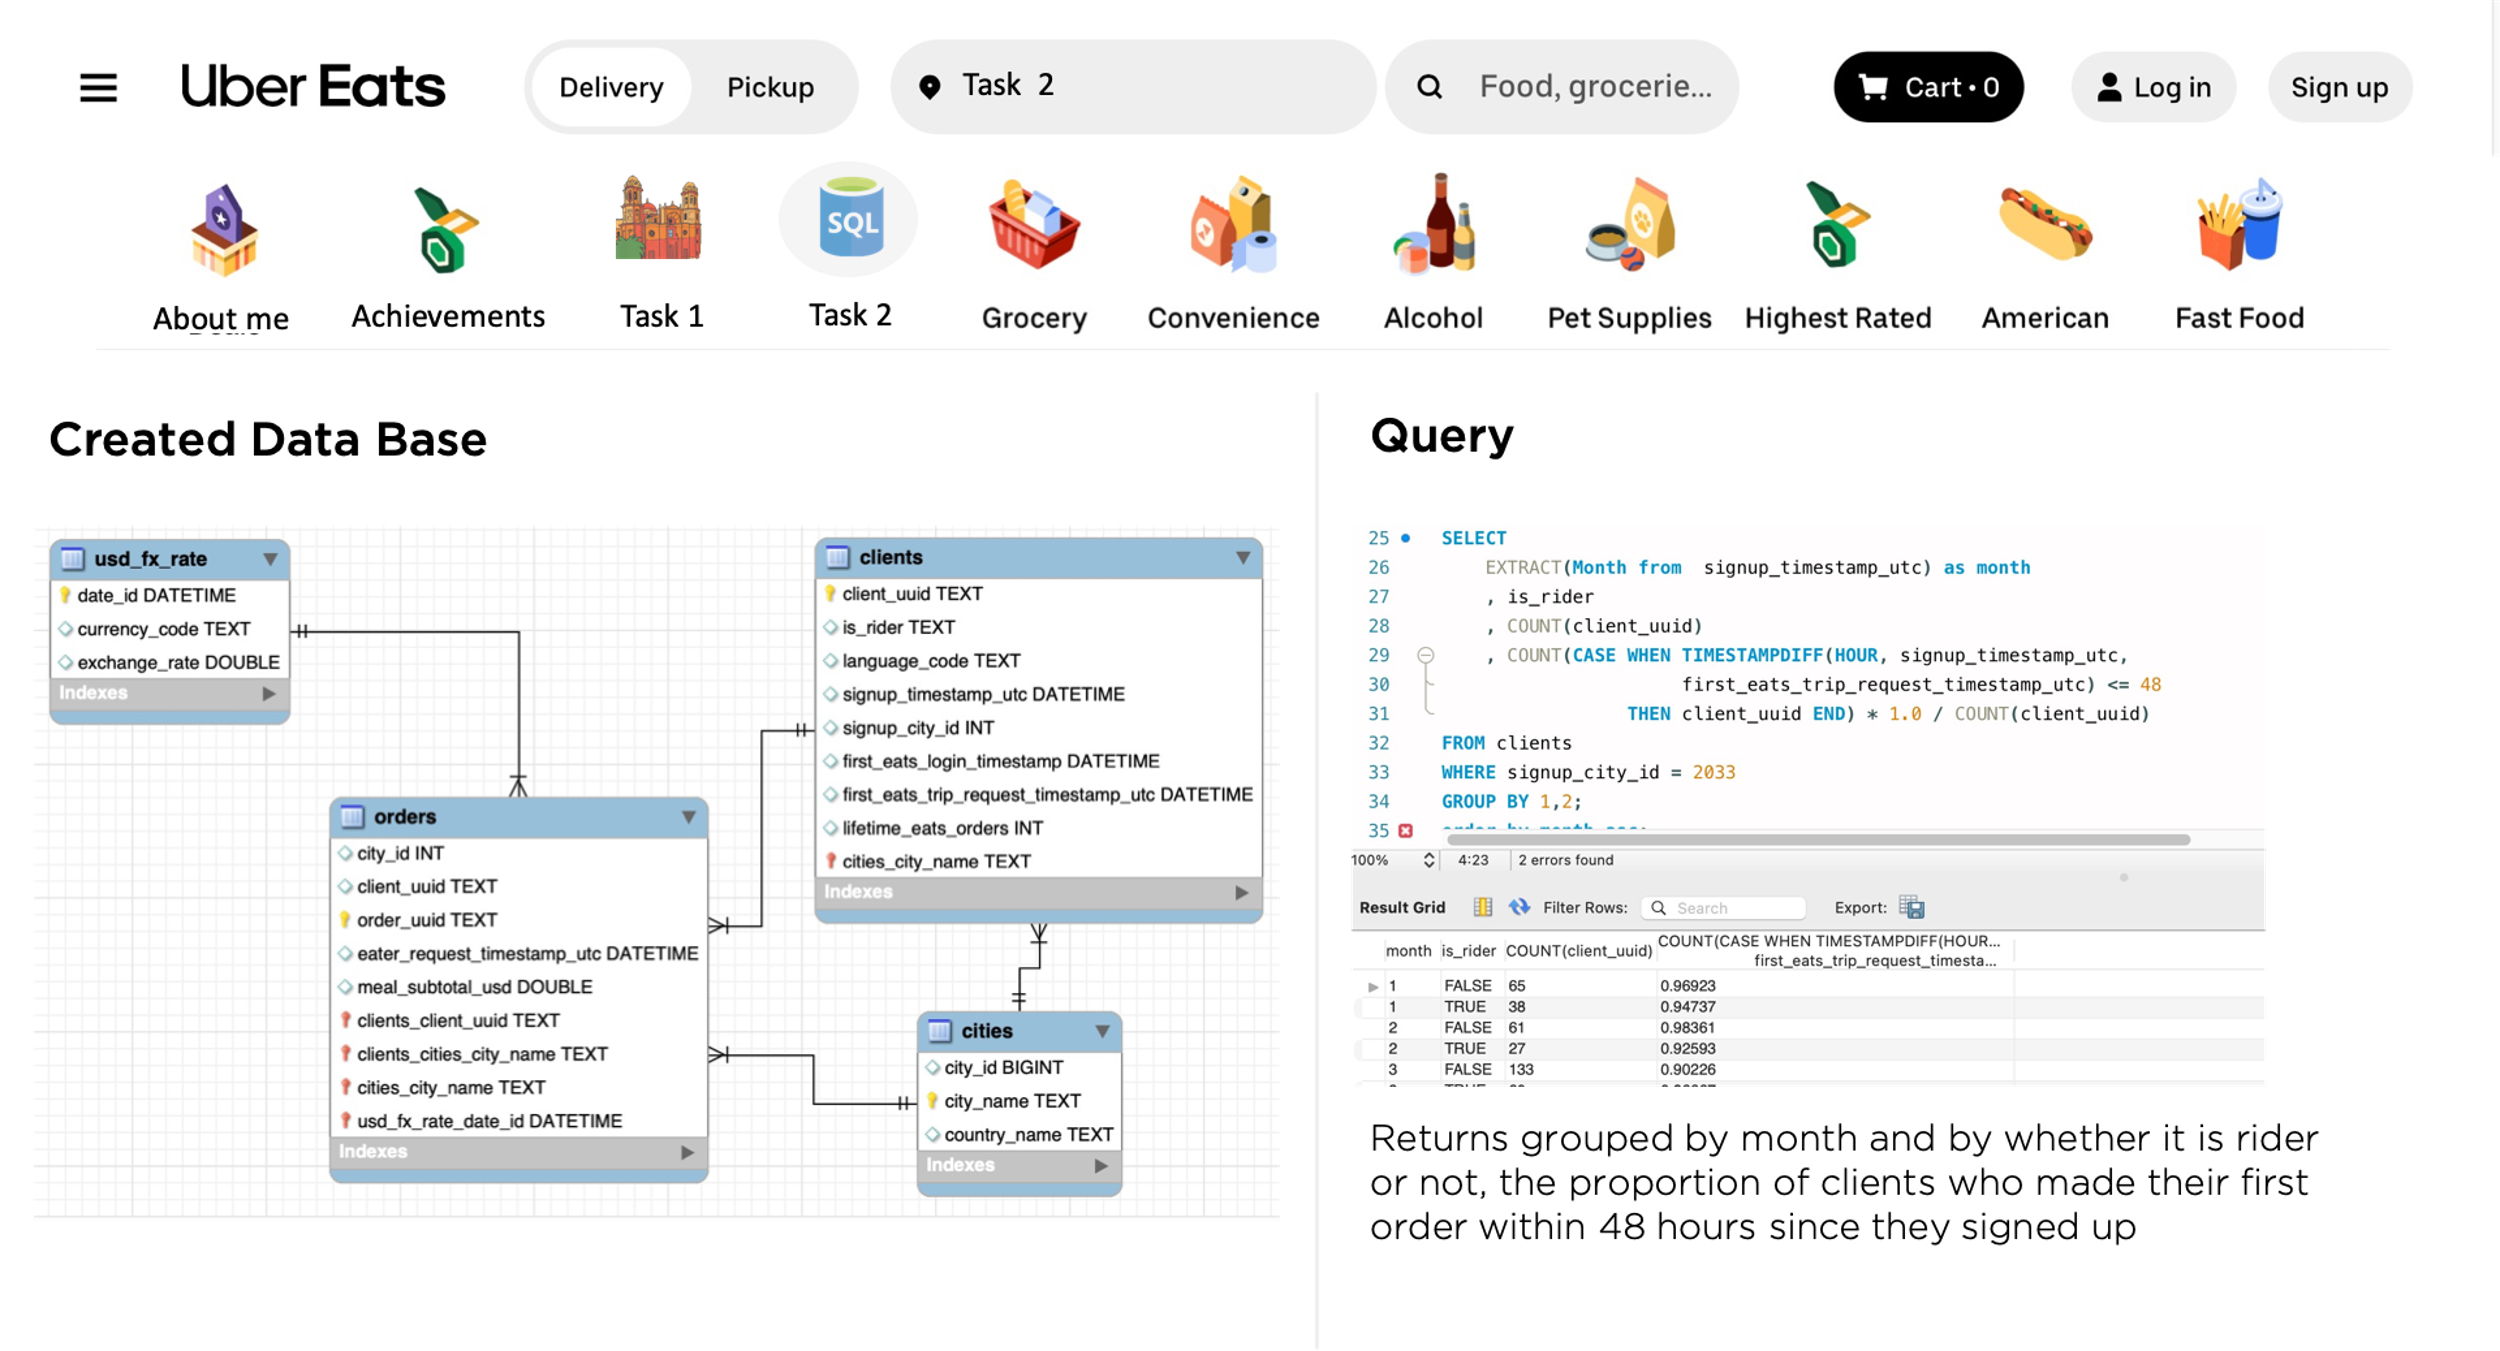 Uber Eats
Delivery
Pickup
Task 2
Food, grocerie...
Cart • 0
Log in
Sign up
SQL
About me
Achievements
Task 1
Task 2
Grocery
Convenience
Alcohol
Pet Supplies
Highest Rated
American
Fast Food
Created Data Base
usd_fx_rate
date_id DATETIME
currency_code TEXT
exchange_rate DOUBLE
Indexes
clients
client_uuid TEXT
is_rider TEXT
language_code TEXT
signup_timestamp_utc DATETIME
signup_city_id INT
first_eats_login_timestamp DATETIME
first_eats_trip_request_timestamp_utc DATETIME
lifetime_eats_orders INT
cities_city_name TEXT
Indexes
orders
city_id INT
client_uuid TEXT
order_uuid TEXT
eater_request_timestamp_utc DATETIME
meal_subtotal_usd DOUBLE
clients_client_uuid TEXT
clients_cities_city_name TEXT
cities_city_name TEXT
usd_fx_rate_date_id DATETIME
Indexes
cities
city_id BIGINT
city_name TEXT
country_name TEXT
Indexes
Query
25 SELECT
26 EXTRACT(Month from signup_timestamp_utc) as month
27 , is_rider
28 , COUNT(client_uuid)
29 , COUNT(CASE WHEN TIMESTAMPDIFF(HOUR, signup_timestamp_utc,
30 first_eats_trip_request_timestamp_utc) <= 48
31 THEN client_uuid END) * 1.0 / COUNT(client_uuid)
32 FROM clients
33 WHERE signup_city_id = 2033
34 GROUP BY 1,2;
35
100% 4:23 2 errors found
Result Grid Filter Rows: Search Export:
month is_rider COUNT(client_uuid) COUNT(CASE WHEN TIMESTAMPDIFF(HOUR...
first_eats_trip_request_timesta...
1 FALSE 65 0.96923
1 TRUE 38 0.94737
2 FALSE 61 0.98361
2 TRUE 27 0.92593
3 FALSE 133 0.90226
Returns grouped by month and by whether it is rider
or not, the proportion of clients who made their first
order within 48 hours since they signed up